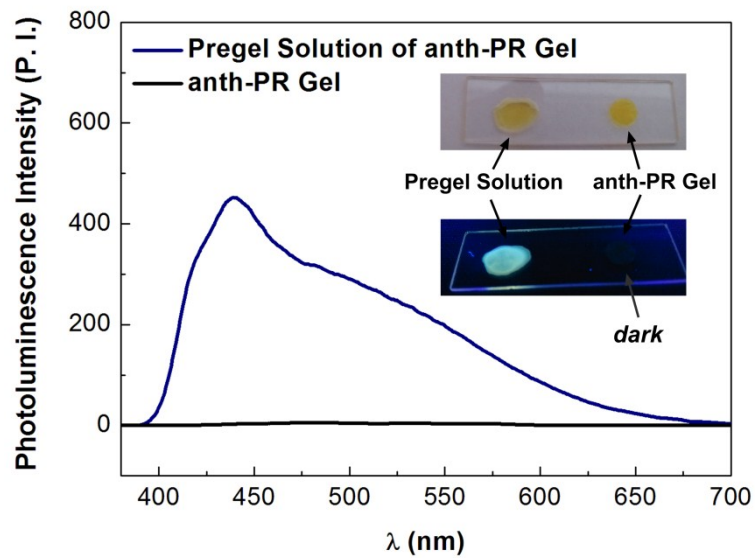 800
600
400
200
0
Photoluminescence Intensity (P. I.)
Pregel Solution of anth-PR Gel
anth-PR Gel
Pregel Solution
anth-PR Gel
dark
400
450
500
550
600
650
700
λ (nm)